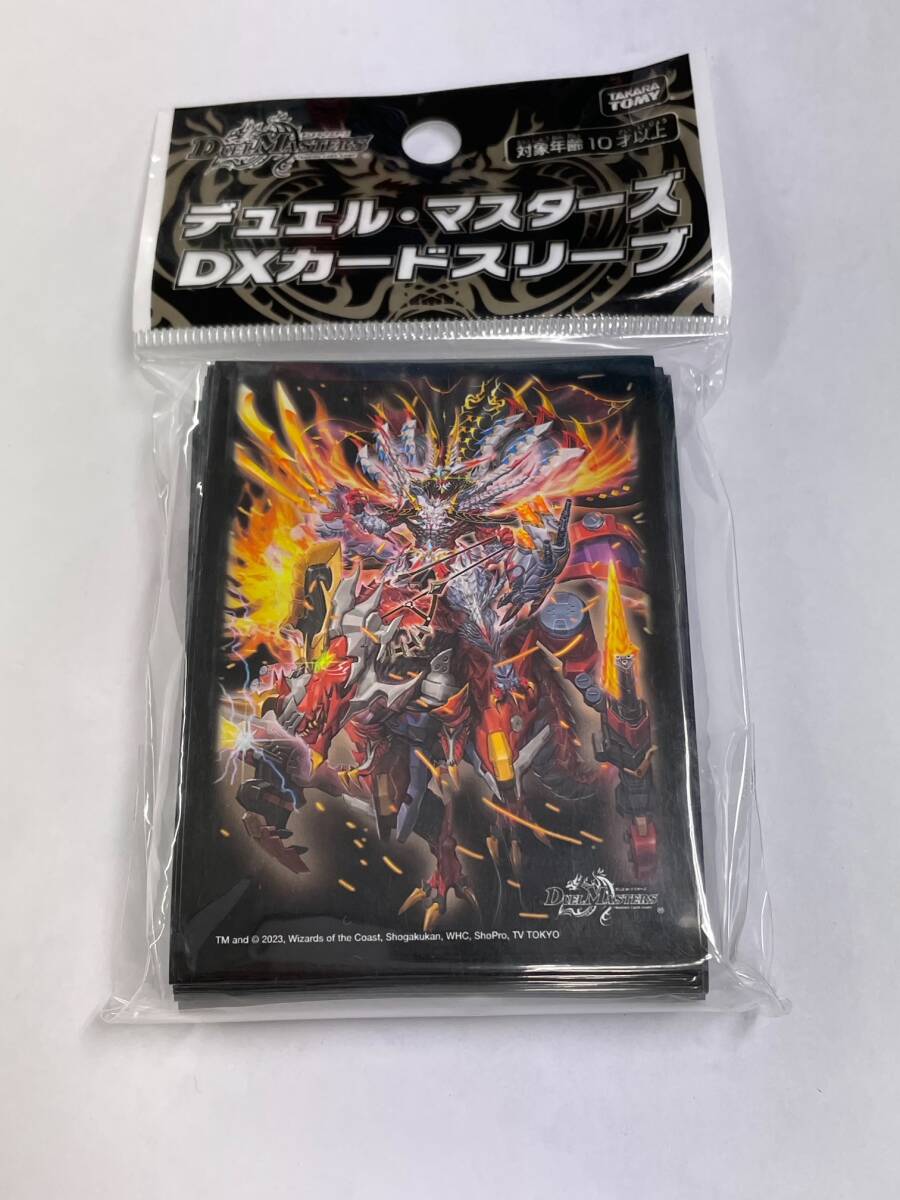 DUEL MASTERS
TAKARA
TOMY
対象年齢10才以上
デュエル・マスターズ
DXカードスリーブ
DUEL MASTERS
TM and © 2023, Wizards of the Coast, Shogakukan, WHC, ShoPro, TV TOKYO